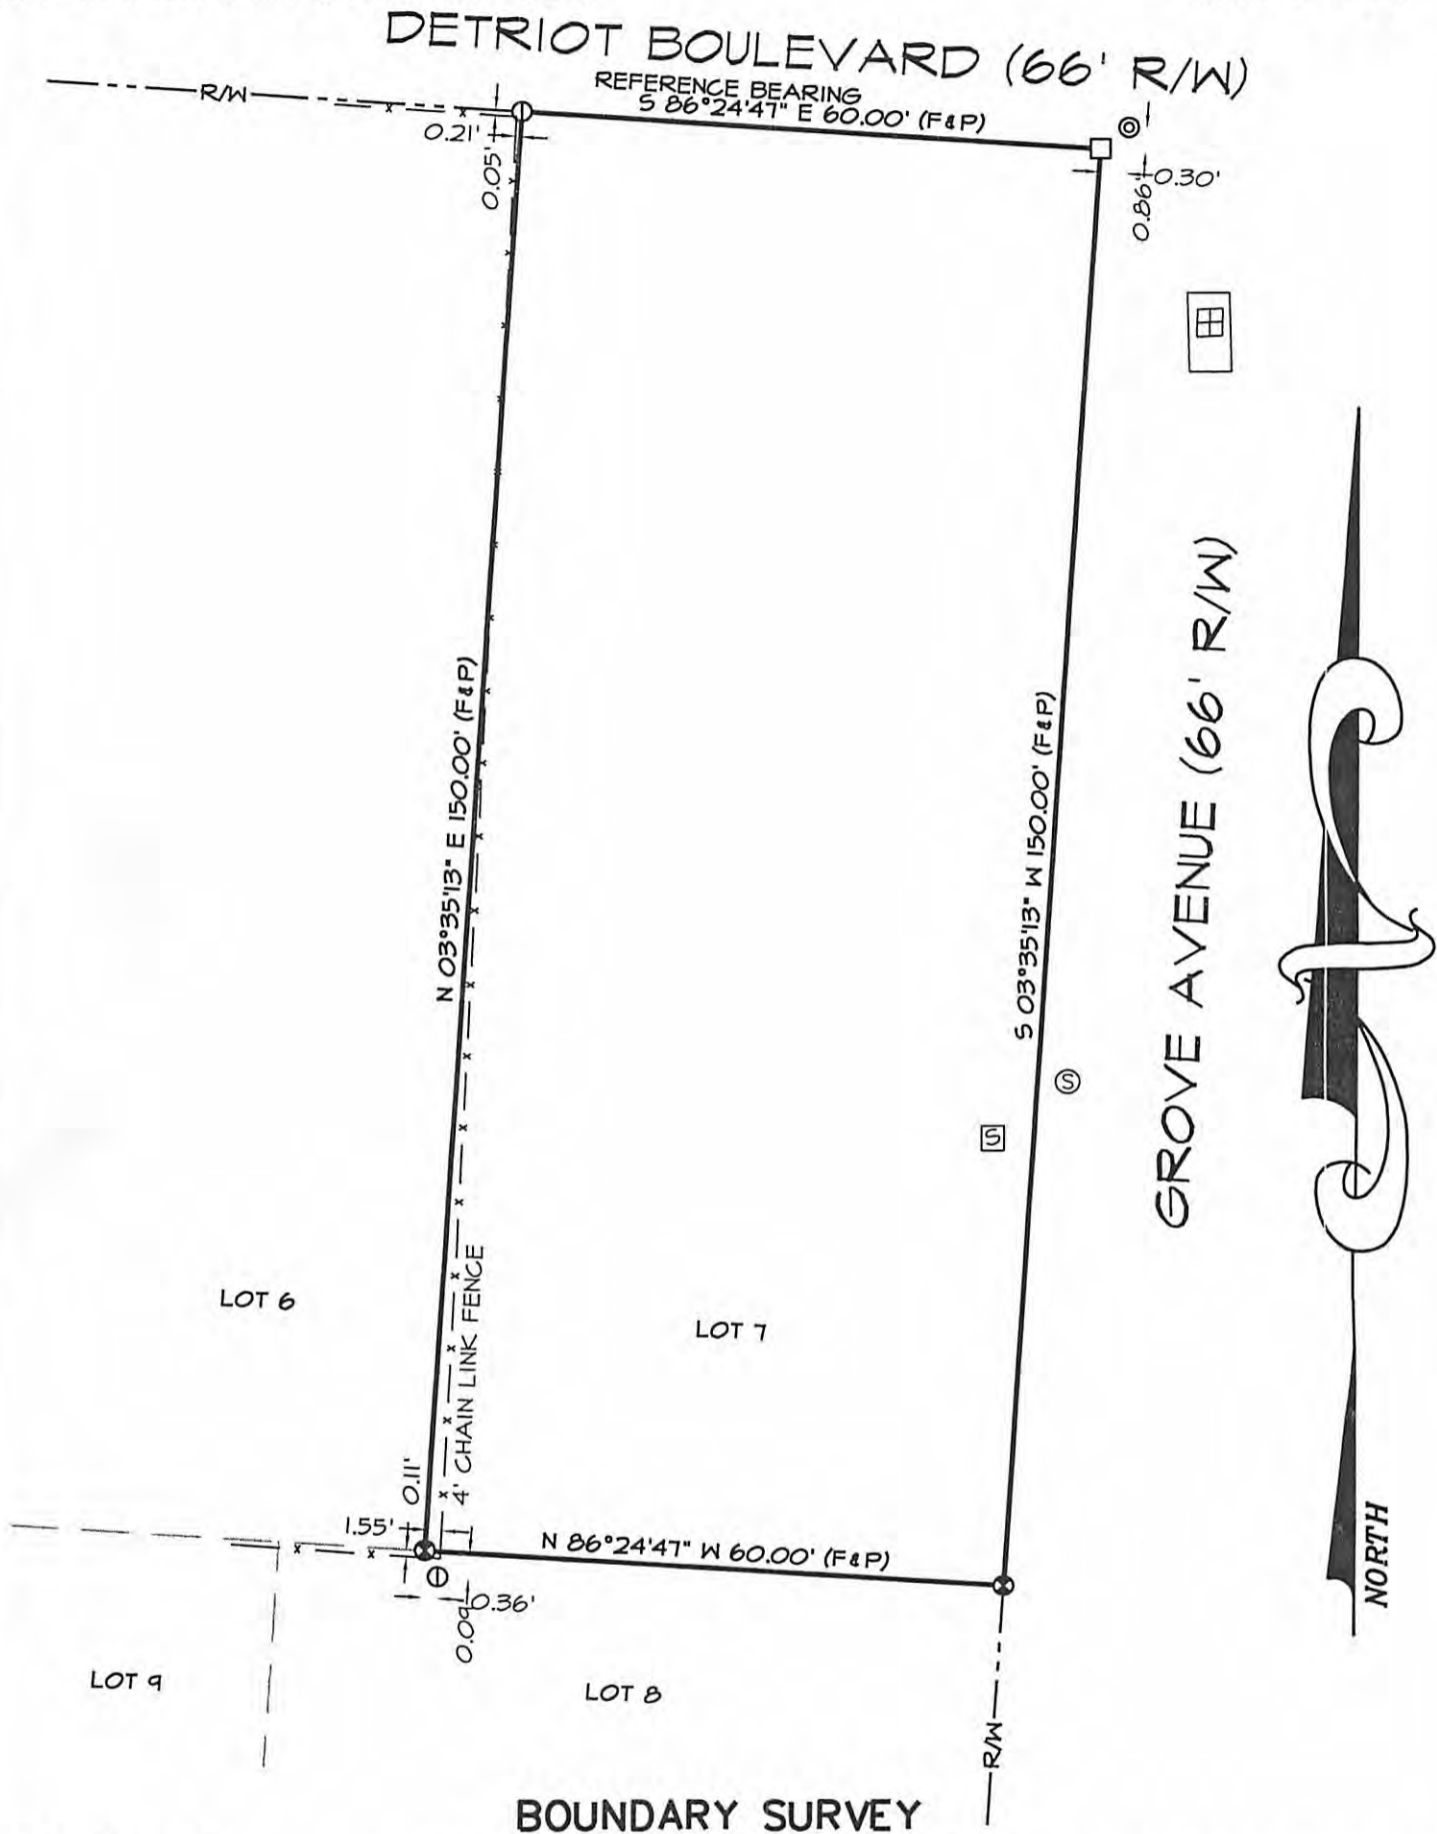 DETRIOT BOULEVARD (66' R/W)
REFERENCE BEARING
S 86°24'47" E 60.00' (F&P)
R/W
0.21'
0.05'
0.30'
0.86'
N 03°35'13" E 150.00' (F&P)
S 03°35'13" W 150.00' (F&P)
GROVE AVENUE (66' R/W)
S
S
LOT 6
LOT 7
4' CHAIN LINK FENCE
0.11'
1.55'
N 86°24'47" W 60.00' (F&P)
0.36'
0.09'
NORTH
LOT 9
LOT 8
R/W
BOUNDARY SURVEY